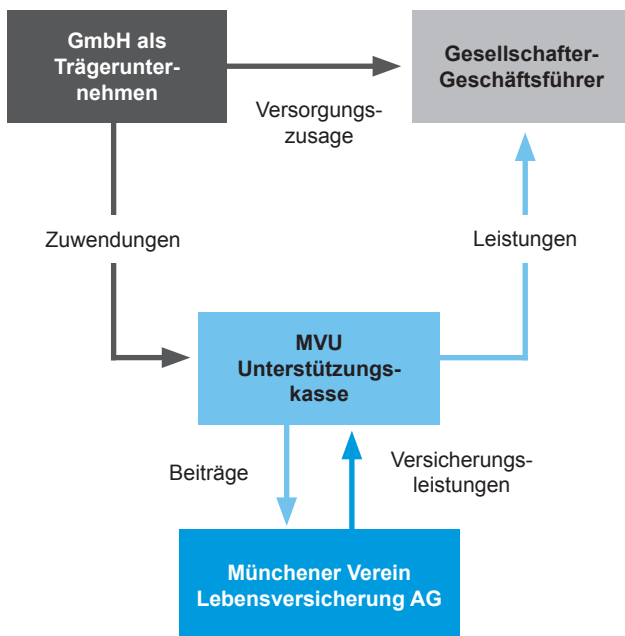 GmbH als
Trägerunter-
nehmen
Gesellschafter-
Geschäftsführer
Versorgungs-
zusage
Zuwendungen
Leistungen
MVU
Unterstützungs-
kasse
Beiträge
Versicherungs-
leistungen
Münchener Verein
Lebensversicherung AG